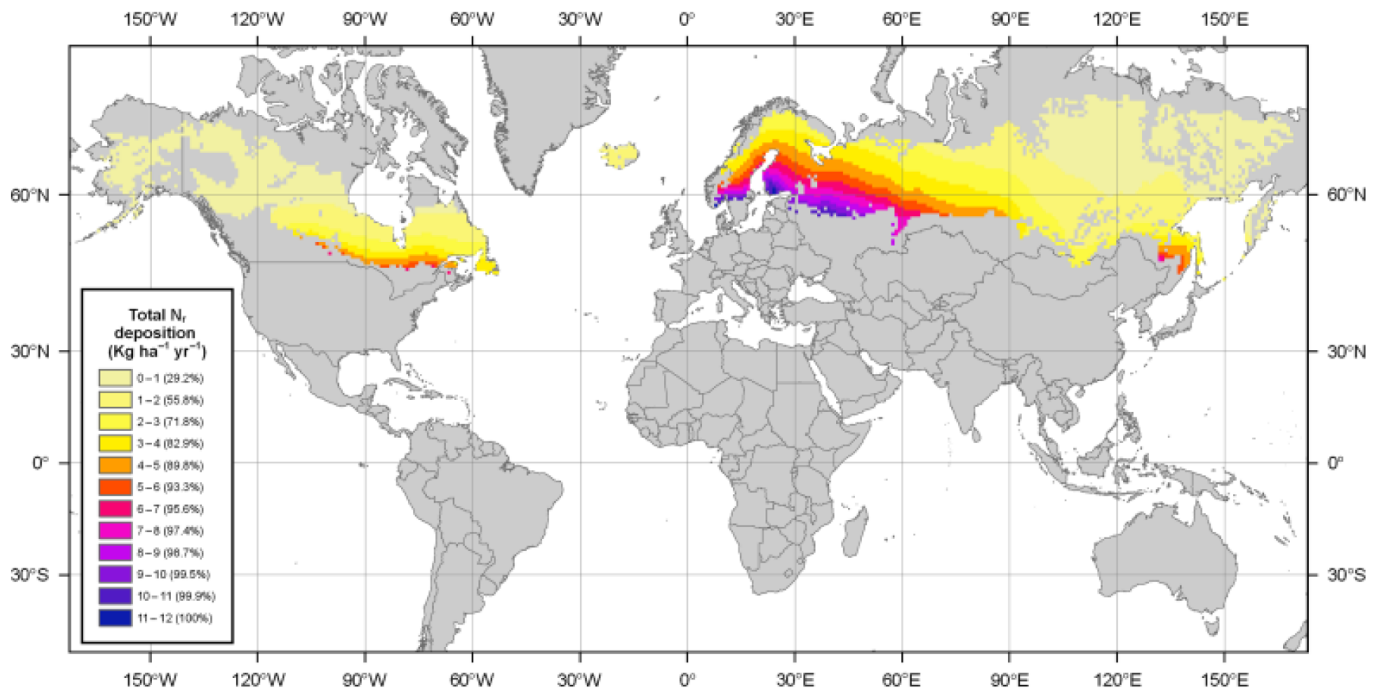 150°W 120°W 90°W 60°W 30°W 0° 30°E 60°E 90°E 120°E 150°E
60°N 60°N
30°N 30°N
0° 0°
30°S 30°S
Total Nr
deposition
(Kg ha⁻¹ yr⁻¹)
0–1 (29.2%)
1–2 (55.8%)
2–3 (71.8%)
3–4 (82.9%)
4–5 (89.8%)
5–6 (93.3%)
6–7 (95.6%)
7–8 (97.4%)
8–9 (98.7%)
9–10 (99.5%)
10–11 (99.9%)
11–12 (100%)
150°W 120°W 90°W 60°W 30°W 0° 30°E 60°E 90°E 120°E 150°E